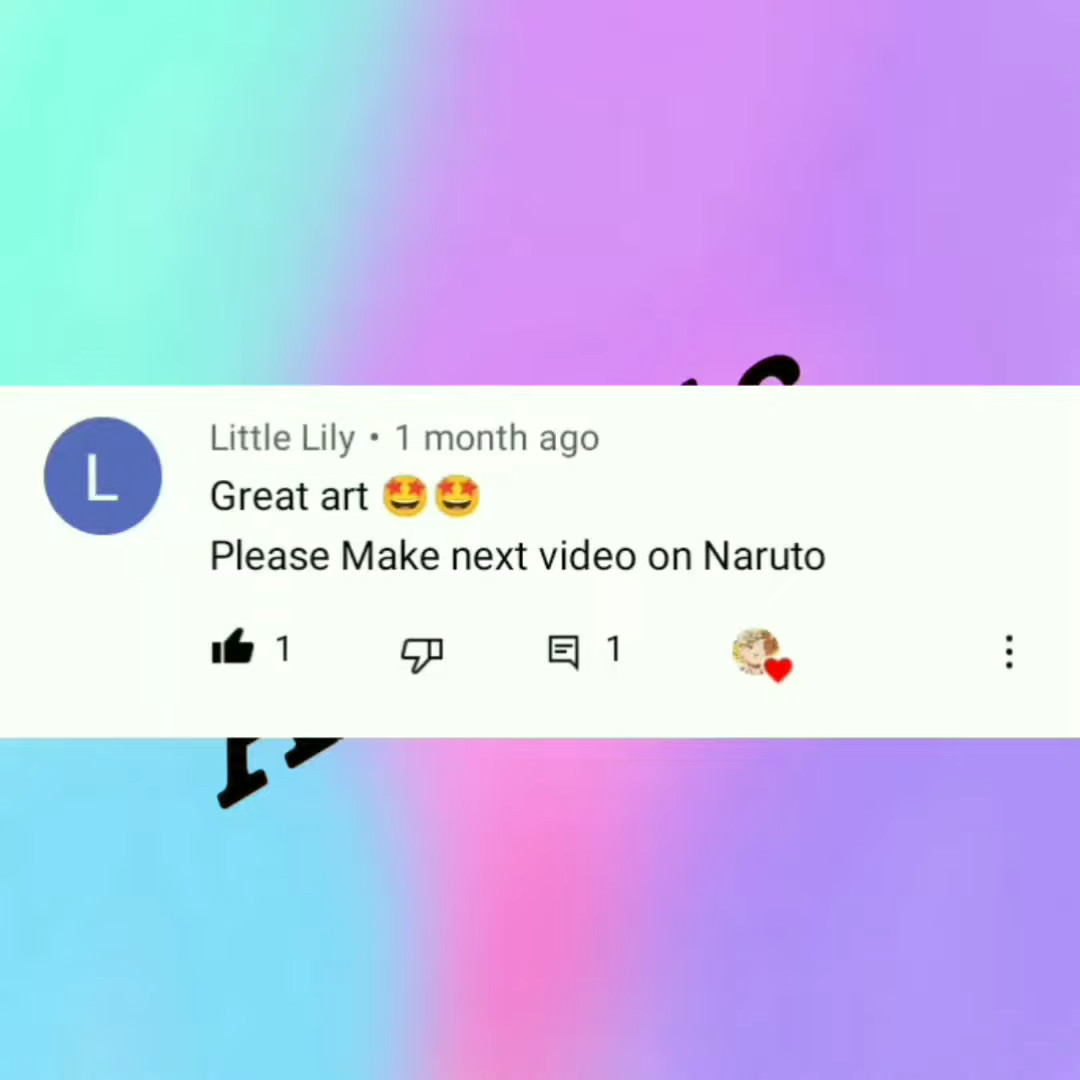 L
Little Lily • 1 month ago
Great art 🤩🤩
Please Make next video on Naruto
1 1